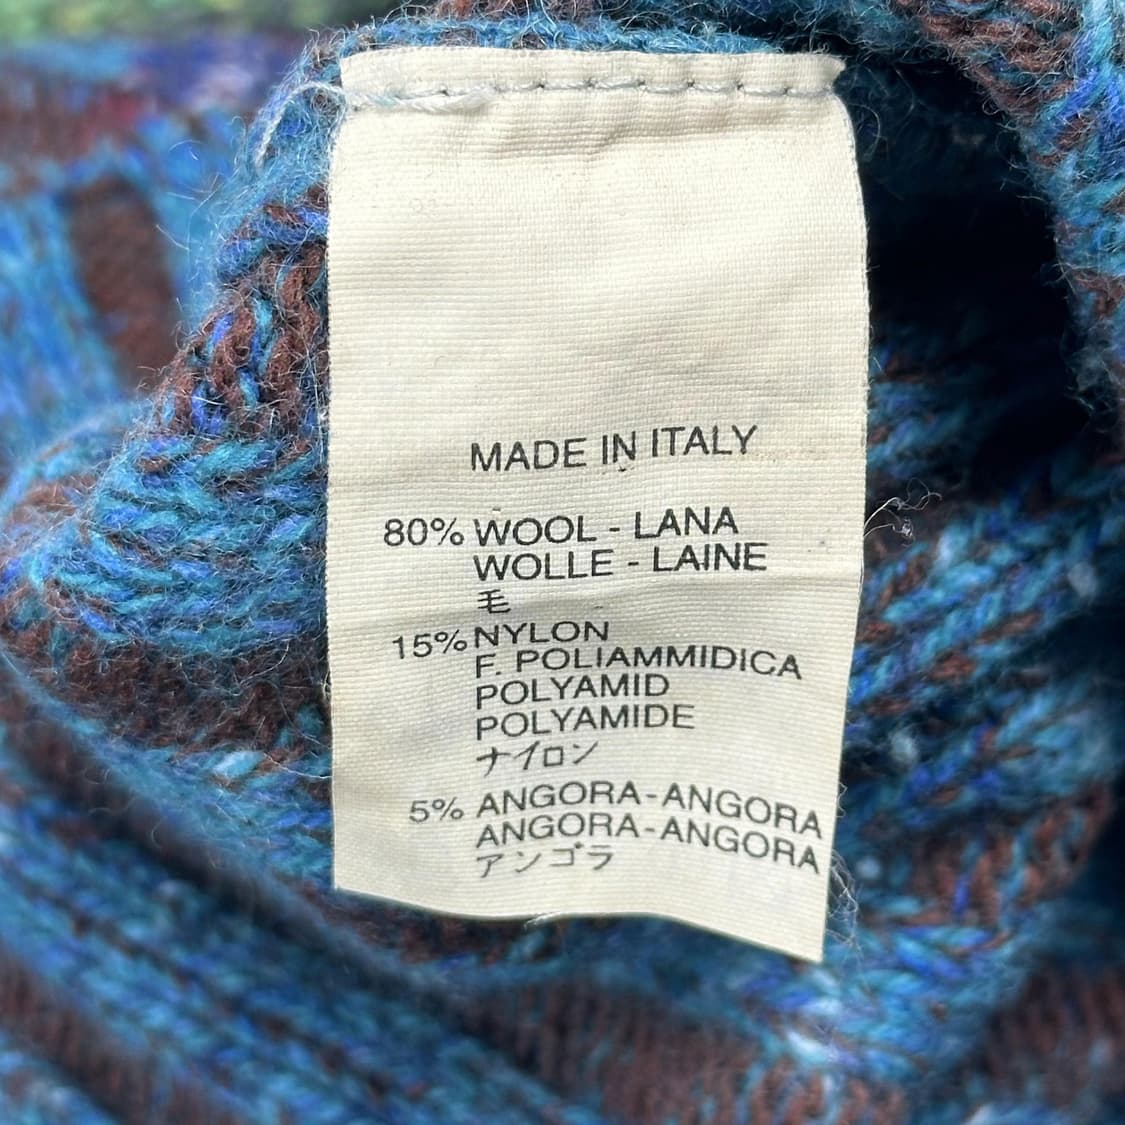 MADE IN ITALY
80% WOOL - LANA
WOLLE - LAINE
毛
15% NYLON
F. POLIAMMIDICA
POLYAMID
POLYAMIDE
ナイロン
5% ANGORA-ANGORA
ANGORA-ANGORA
アンゴラ